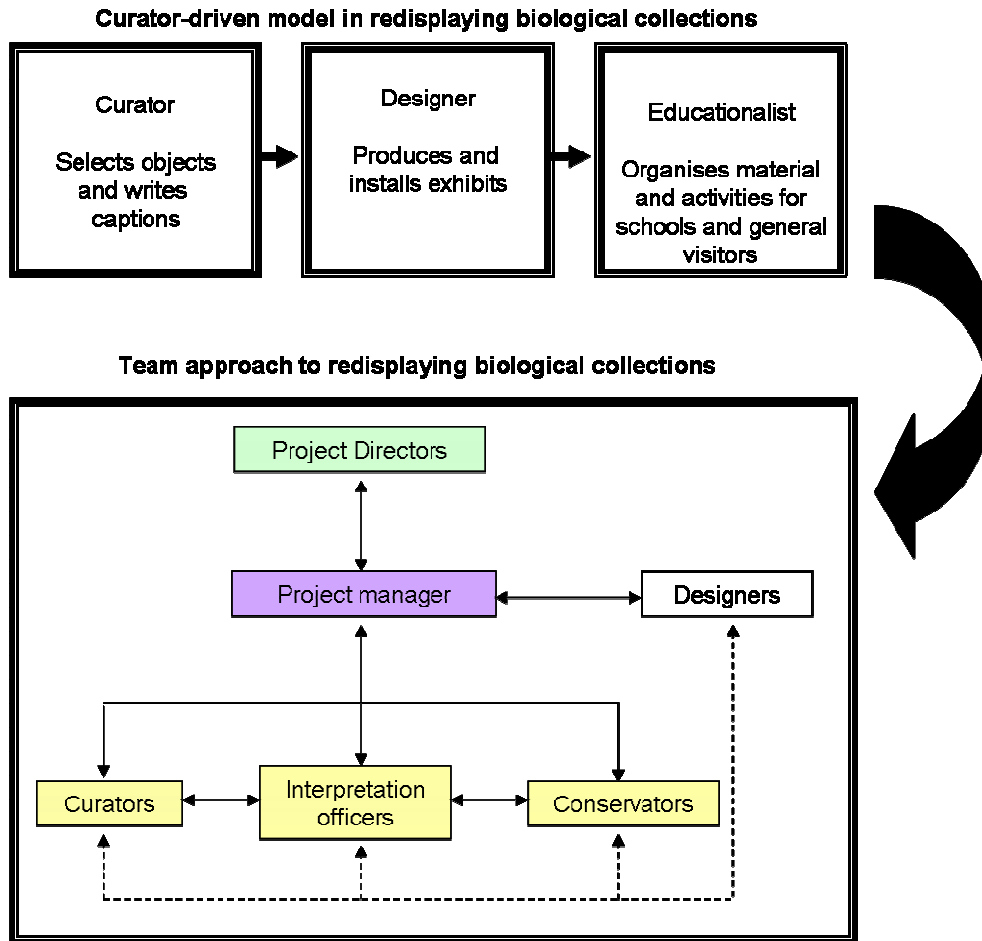 Curator-driven model in redisplaying biological collections
Curator
Selects objects
and writes
captions
Designer
Produces and
installs exhibits
Educationalist
Organises material
and activities for
schools and general
visitors
Team approach to redisplaying biological collections
Project Directors
Project manager
Designers
Curators
Interpretation
officers
Conservators